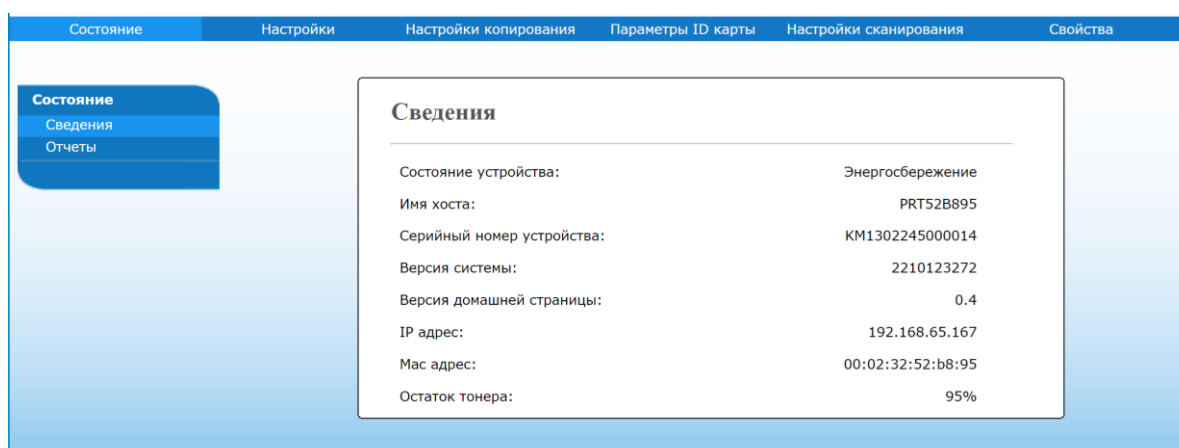 Состояние Настройки Настройки копирования Параметры ID карты Настройки сканирования Свойства
Состояние
Сведения
Отчеты
Сведения
Состояние устройства: Энергосбережение
Имя хоста: PRT52B895
Серийный номер устройства: KM1302245000014
Версия системы: 2210123272
Версия домашней страницы: 0.4
IP адрес: 192.168.65.167
Mac адрес: 00:02:32:52:b8:95
Остаток тонера: 95%